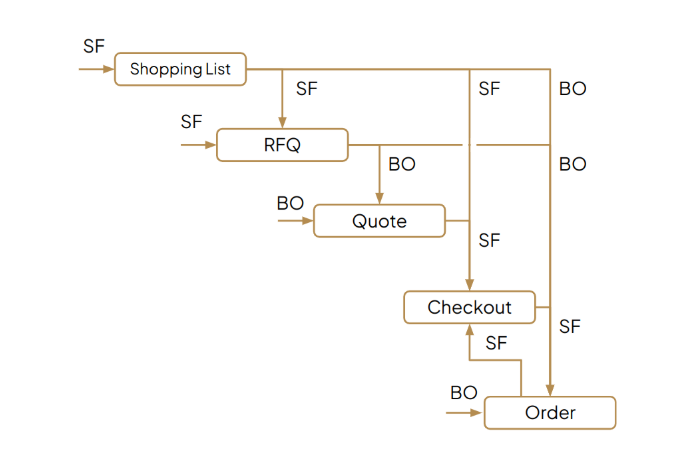 SF
Shopping List
SF
SF
BO
SF
RFQ
BO
BO
BO
Quote
SF
Checkout
SF
SF
BO
Order